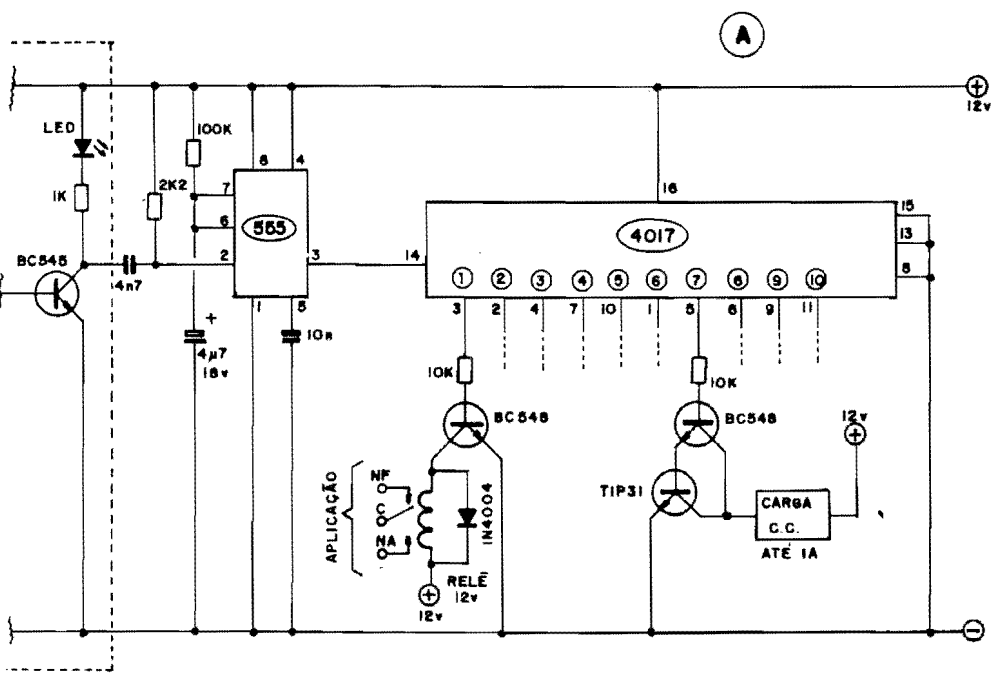 A
12v
LED
100K
8
4
1K
2K2
7
6
2
555
3
16
15
13
8
14
4017
BC548
4n7
1 2 3 4 5 6 7 8 9 10
3 2 4 7 10 1 5 6 9 11
1
5
+
4µ7
16v
10n
10K
10K
BC548
BC548
12v
TIP31
APLICAÇÃO
NF
C
NA
1N4004
CARGA
C.C.
ATÉ 1A
RELÉ
12v
12v